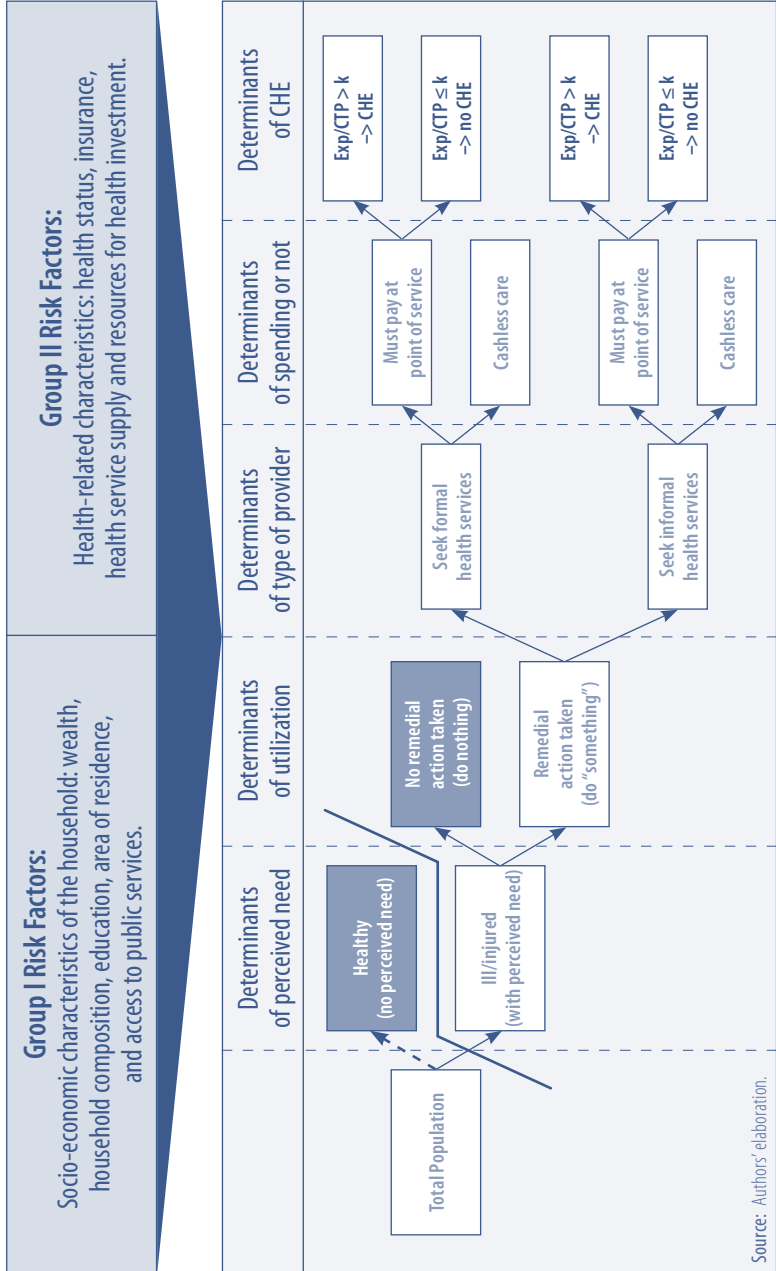 Group I Risk Factors:
Socio-economic characteristics of the household: wealth,
household composition, education, area of residence,
and access to public services.
Group II Risk Factors:
Health-related characteristics: health status, insurance,
health service supply and resources for health investment.
Determinants
of perceived need
Determinants
of utilization
Determinants
of type of provider
Determinants
of spending or not
Determinants
of CHE
Total Population
Healthy
(no perceived need)
Ill/injured
(with perceived need)
No remedial
action taken
(do nothing)
Remedial
action taken
(do “something”)
Seek formal
health services
Seek informal
health services
Must pay at
point of service
Cashless care
Must pay at
point of service
Cashless care
Exp/CTP > k
–> CHE
Exp/CTP ≤ k
–> no CHE
Exp/CTP > k
–> CHE
Exp/CTP ≤ k
–> no CHE
Source: Authors’ elaboration.